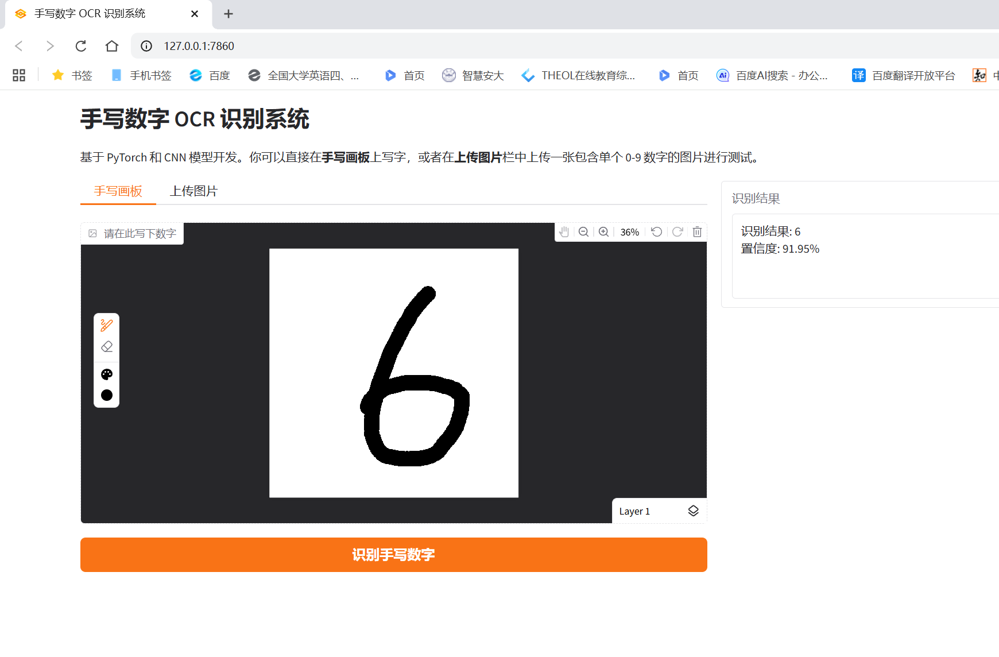 手写数字 OCR 识别系统
127.0.0.1:7860
书签 手机书签 百度 全国大学英语四、... 首页 智慧安大 THEOL在线教育综... 首页 Ai 百度AI搜索 - 办公... 译 百度翻译开放平台 知
手写数字 OCR 识别系统
基于 PyTorch 和 CNN 模型开发。你可以直接在手写画板上写字，或者在上传图片栏中上传一张包含单个 0-9 数字的图片进行测试。
手写画板 上传图片
请在此写下数字
36%
6
Layer 1
识别手写数字
识别结果
识别结果: 6
置信度: 91.95%